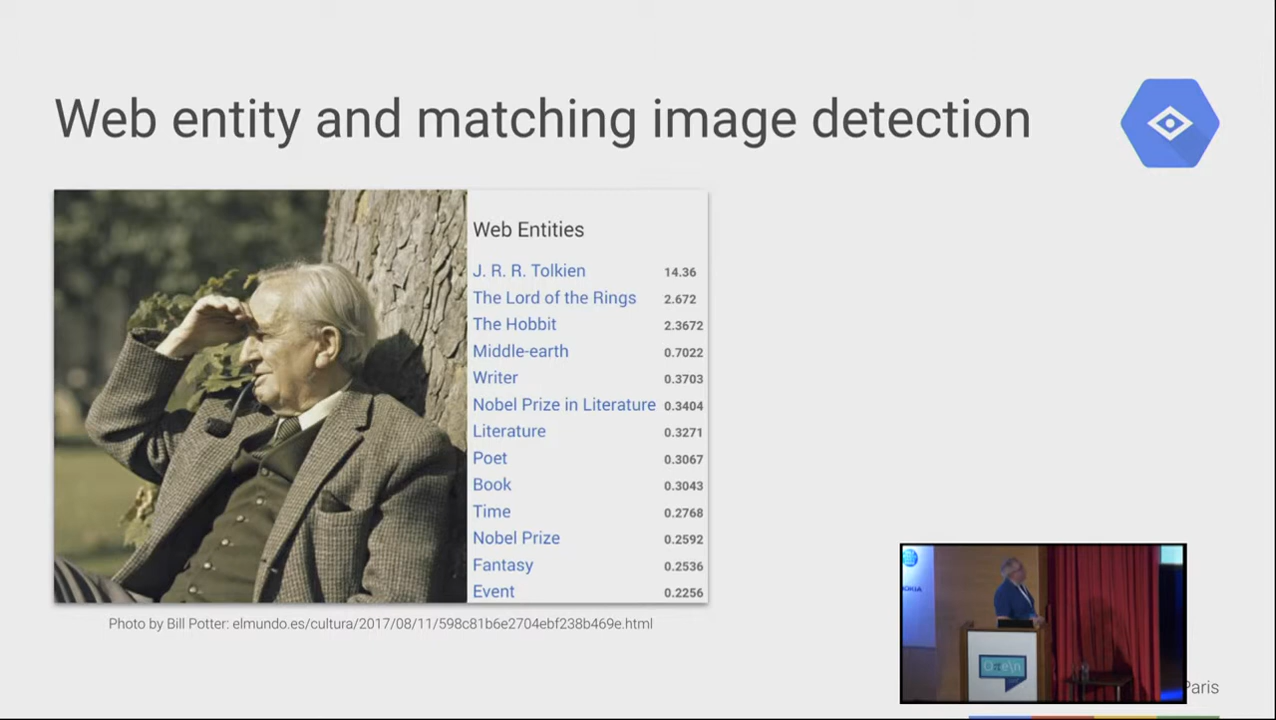 Web entity and matching image detection
Web Entities
J. R. R. Tolkien 14.36
The Lord of the Rings 2.672
The Hobbit 2.3672
Middle-earth 0.7022
Writer 0.3703
Nobel Prize in Literature 0.3404
Literature 0.3271
Poet 0.3067
Book 0.3043
Time 0.2768
Nobel Prize 0.2592
Fantasy 0.2536
Event 0.2256
Photo by Bill Potter: elmundo.es/cultura/2017/08/11/598c81b6e2704ebf238b469e.html
Paris